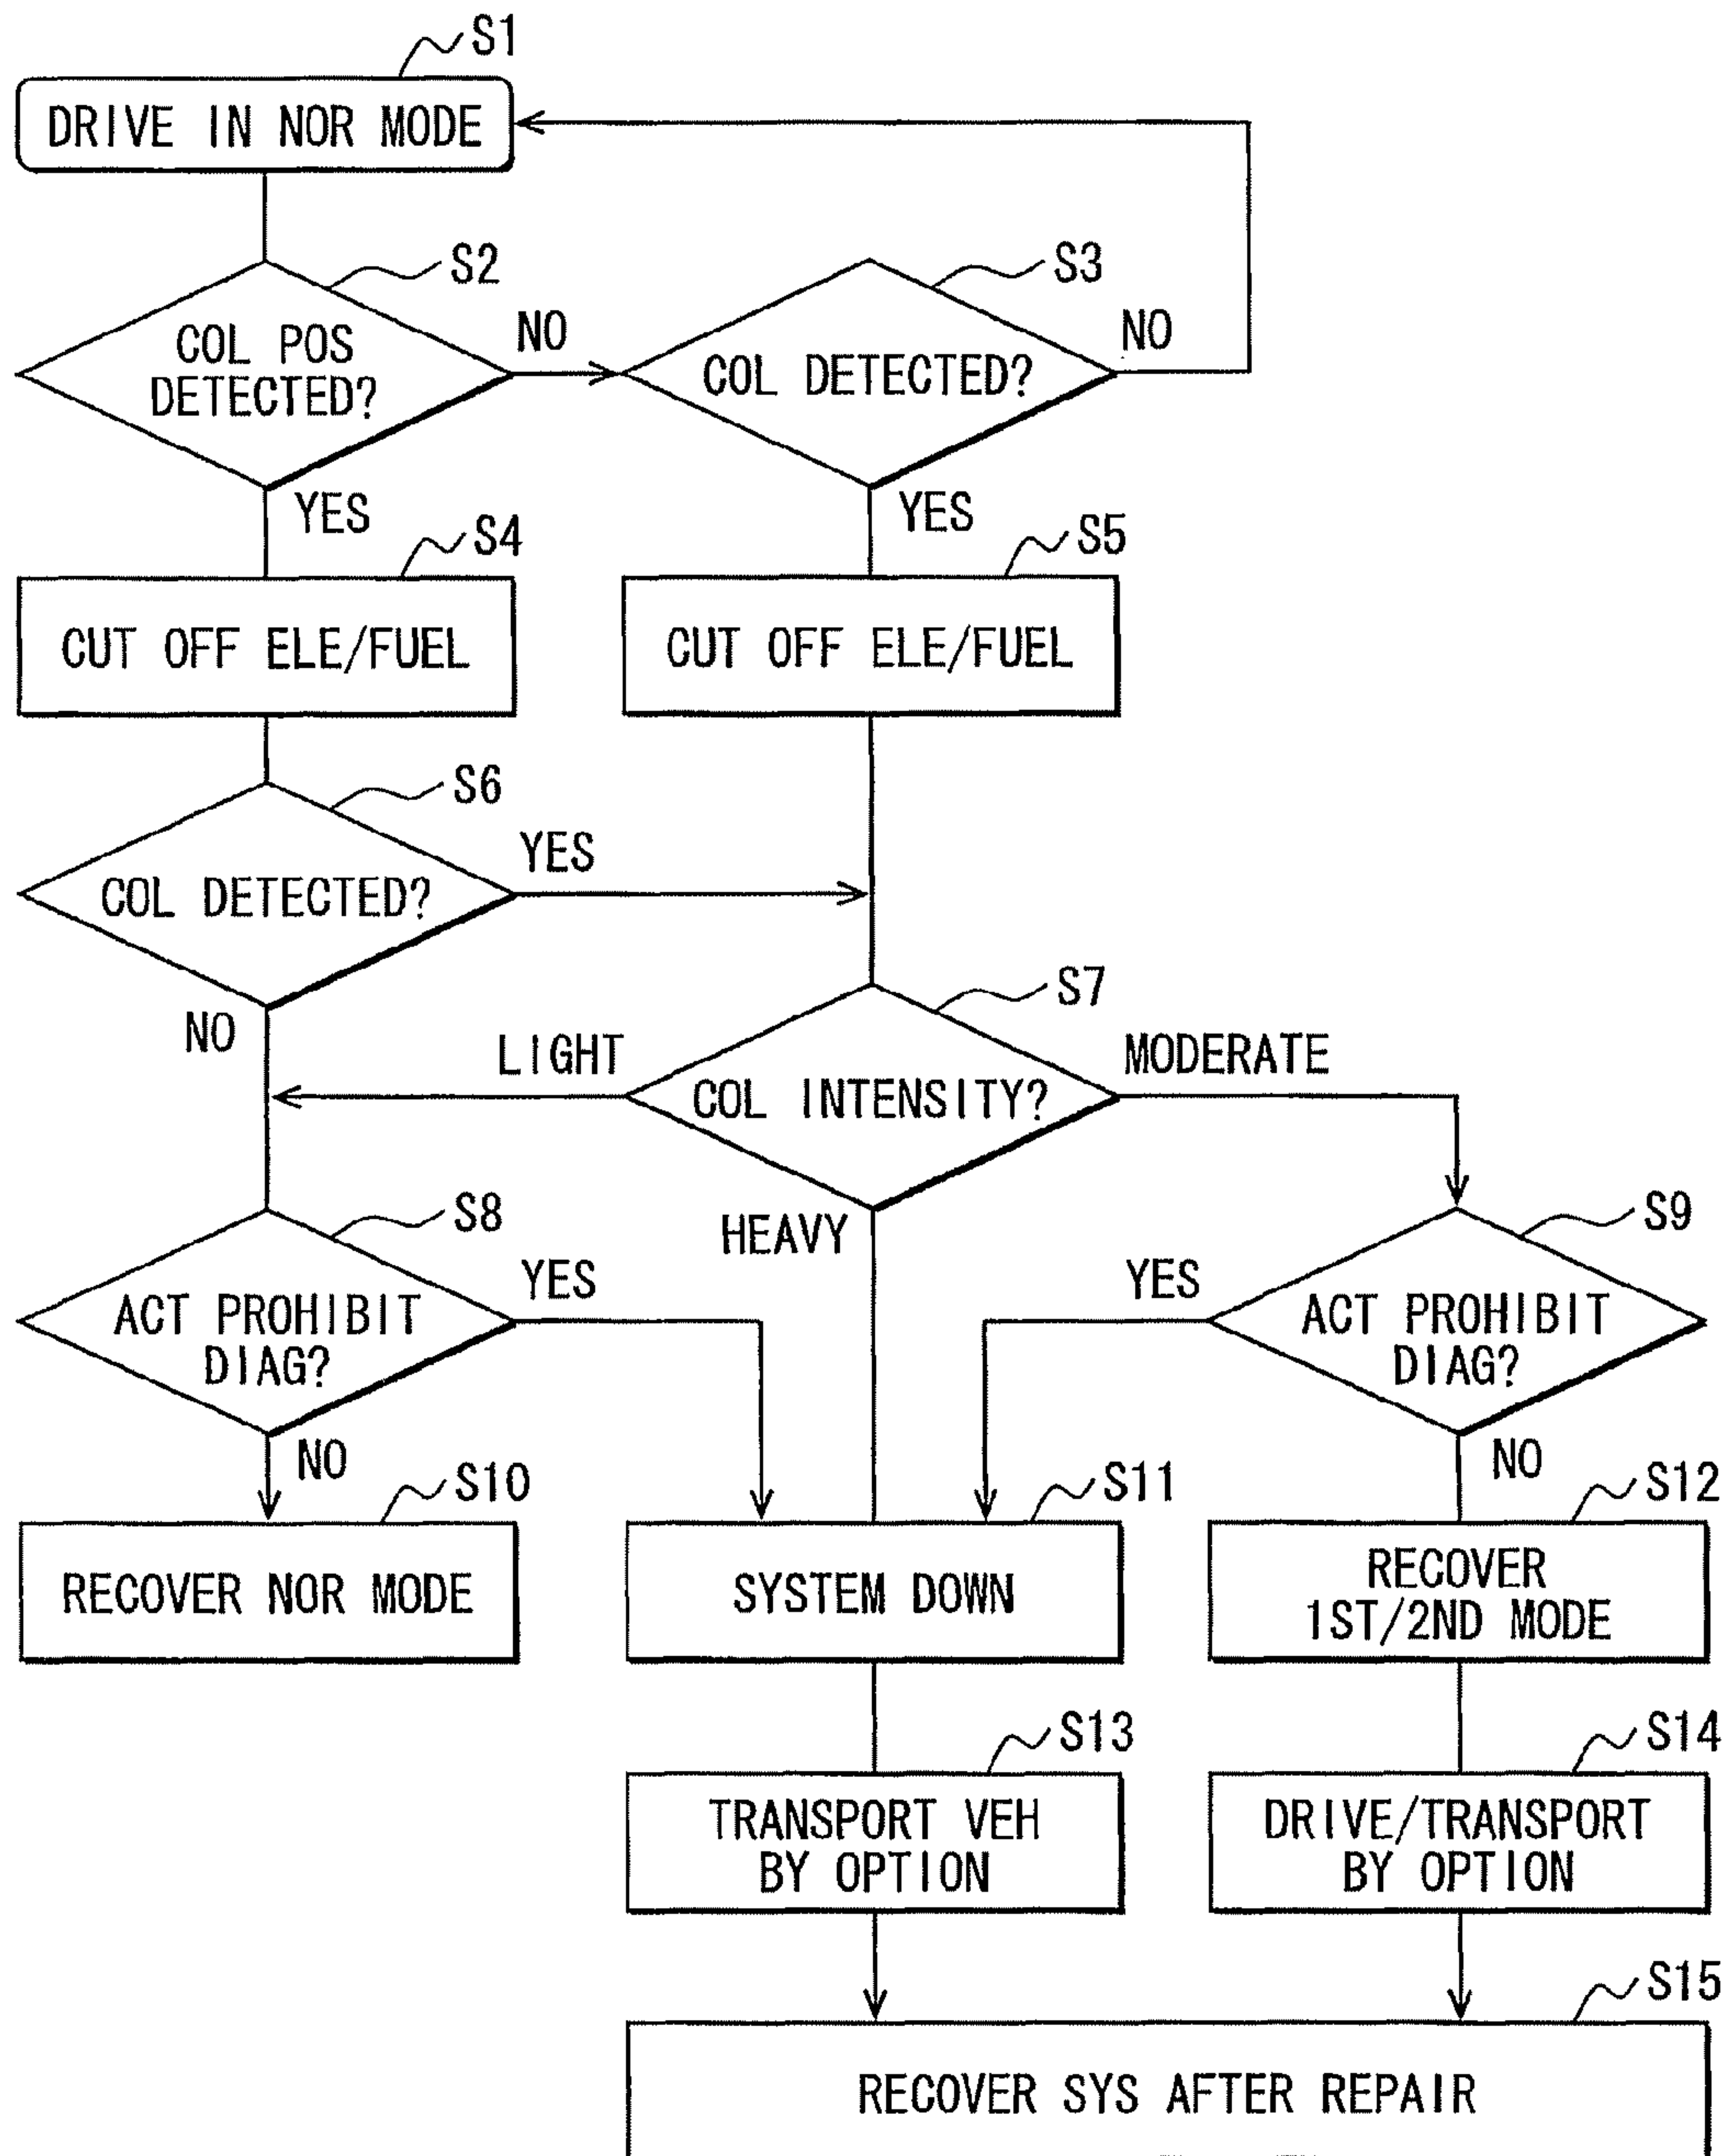 S1
DRIVE IN NOR MODE
S2
S3
COL POS
DETECTED?
NO
COL DETECTED?
NO
YES
YES
S4
S5
CUT OFF ELE/FUEL
CUT OFF ELE/FUEL
S6
COL DETECTED?
YES
NO
S7
LIGHT
COL INTENSITY?
MODERATE
HEAVY
S8
S9
ACT PROHIBIT
DIAG?
YES
YES
ACT PROHIBIT
DIAG?
NO
NO
S10
S11
S12
RECOVER NOR MODE
SYSTEM DOWN
RECOVER
1ST/2ND MODE
S13
S14
TRANSPORT VEH
BY OPTION
DRIVE/TRANSPORT
BY OPTION
S15
RECOVER SYS AFTER REPAIR